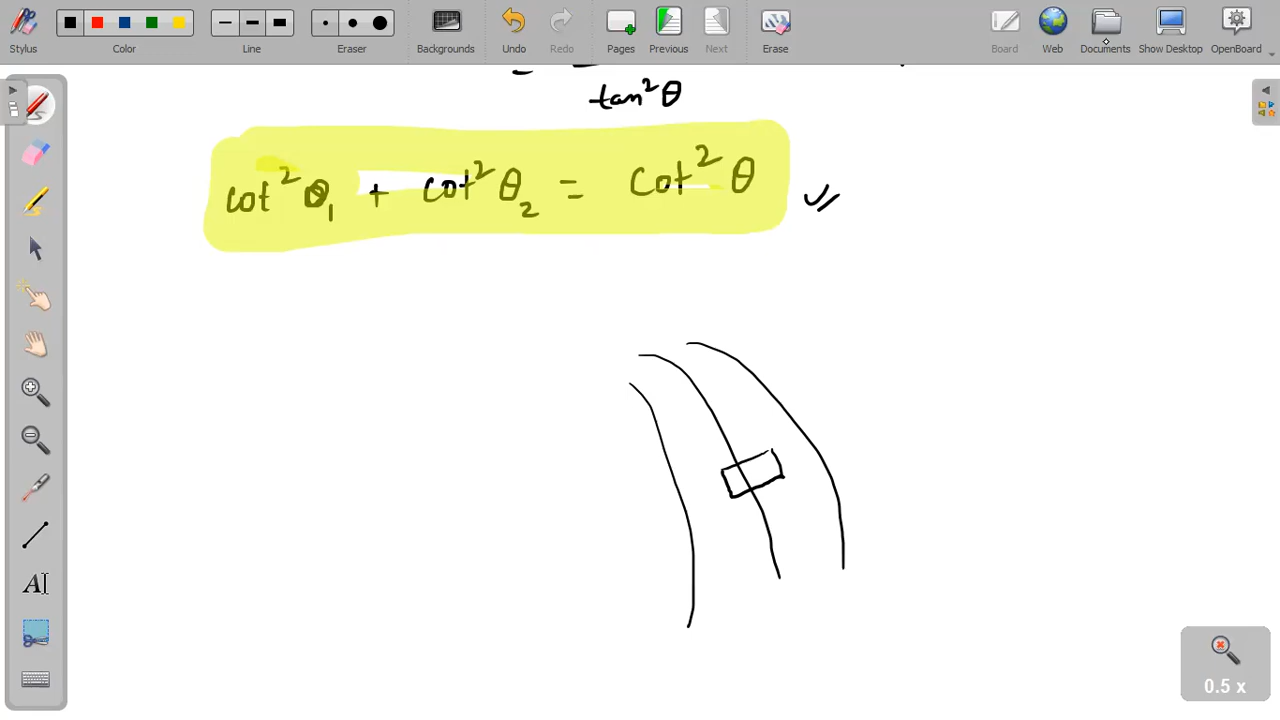 Stylus
Color
Line
Eraser
Backgrounds
Undo
Redo
Pages
Previous
Next
Erase
Board
Web
Documents
Show Desktop
OpenBoard
tan²θ
cot²θ₁ + cot²θ₂ = cot²θ
0.5 x